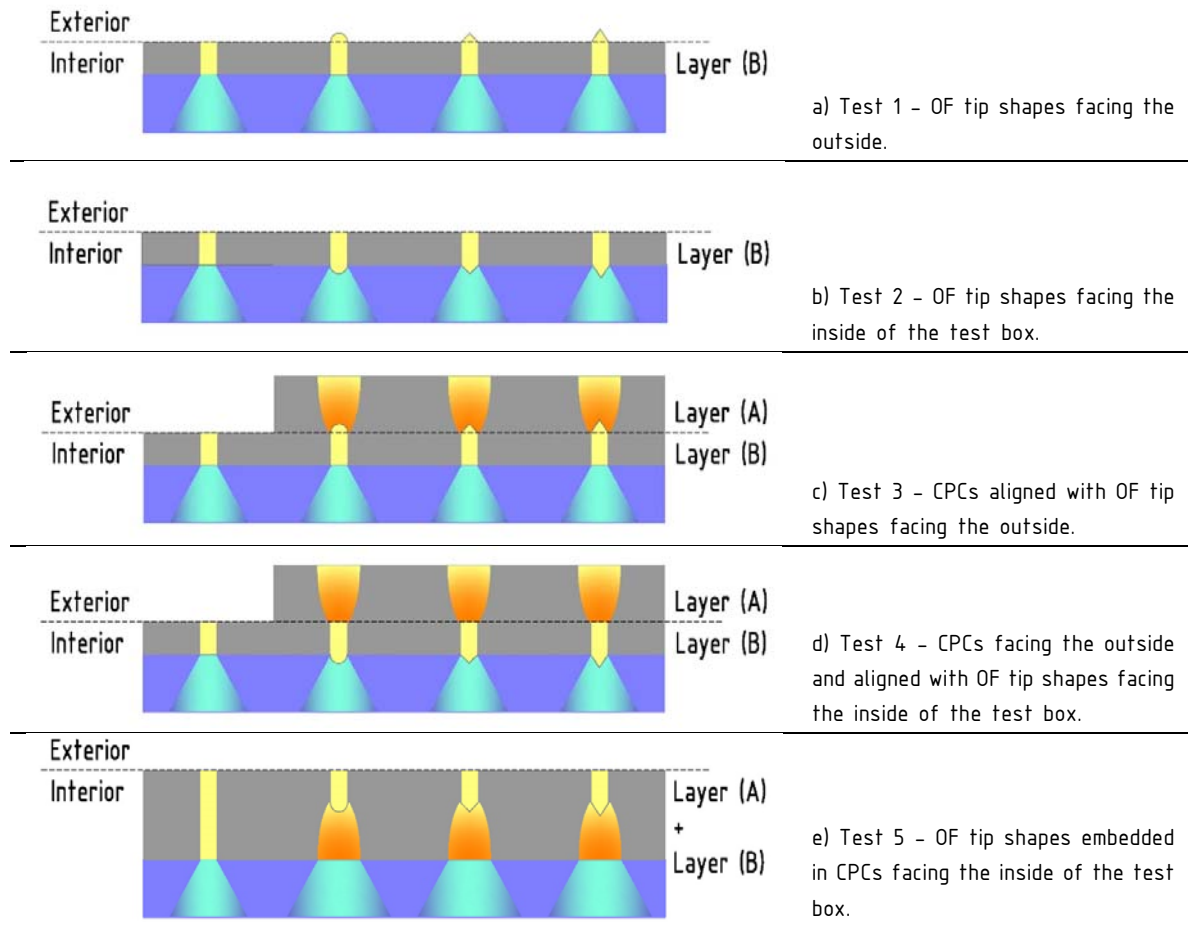 Exterior
Interior
Layer (B)
a) Test 1 – OF tip shapes facing the
outside.
Exterior
Interior
Layer (B)
b) Test 2 – OF tip shapes facing the
inside of the test box.
Exterior
Interior
Layer (A)
Layer (B)
c) Test 3 – CPCs aligned with OF tip
shapes facing the outside.
Exterior
Interior
Layer (A)
Layer (B)
d) Test 4 – CPCs facing the outside
and aligned with OF tip shapes facing
the inside of the test box.
Exterior
Interior
Layer (A)
+
Layer (B)
e) Test 5 – OF tip shapes embedded
in CPCs facing the inside of the test
box.